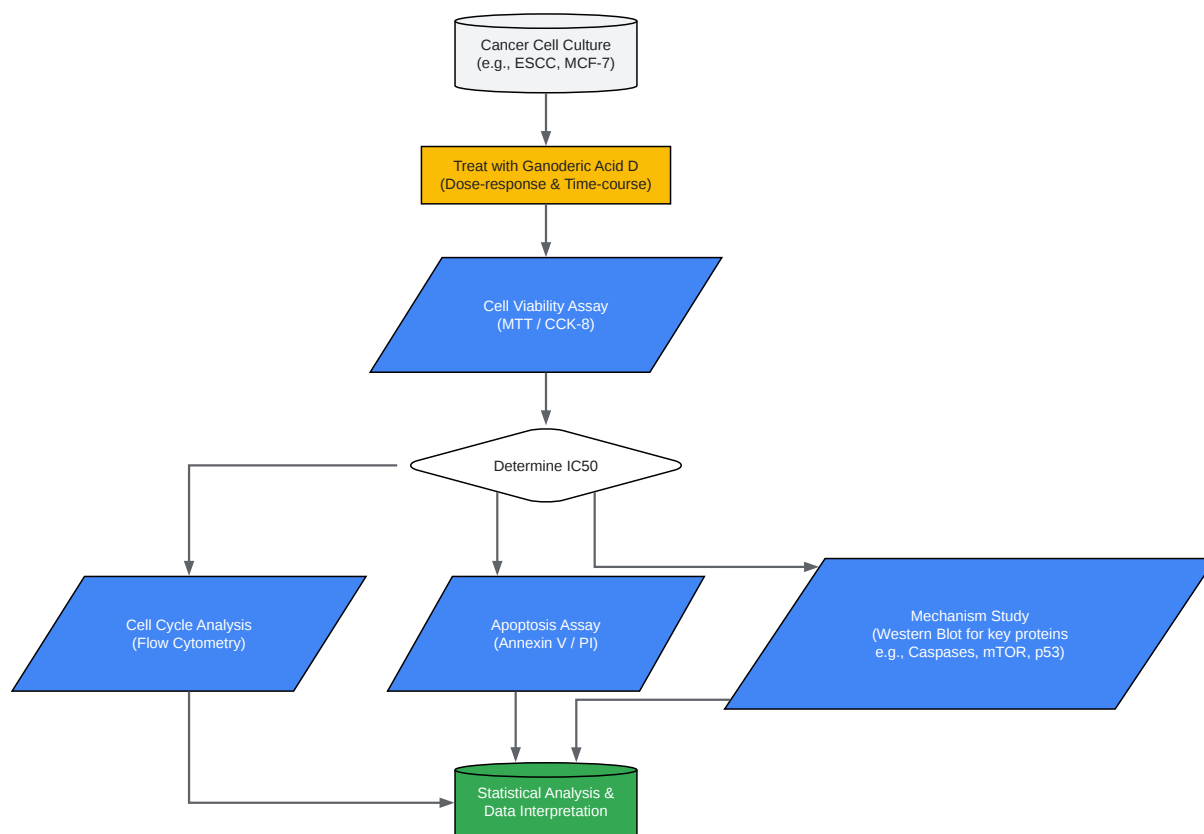 Cancer Cell Culture
(e.g., ESCC, MCF-7)
Treat with Ganoderic Acid D
(Dose-response & Time-course)
Cell Viability Assay
(MTT / CCK-8)
Determine IC50
Cell Cycle Analysis
(Flow Cytometry)
Apoptosis Assay
(Annexin V / PI)
Mechanism Study
(Western Blot for key proteins
e.g., Caspases, mTOR, p53)
Statistical Analysis &
Data Interpretation